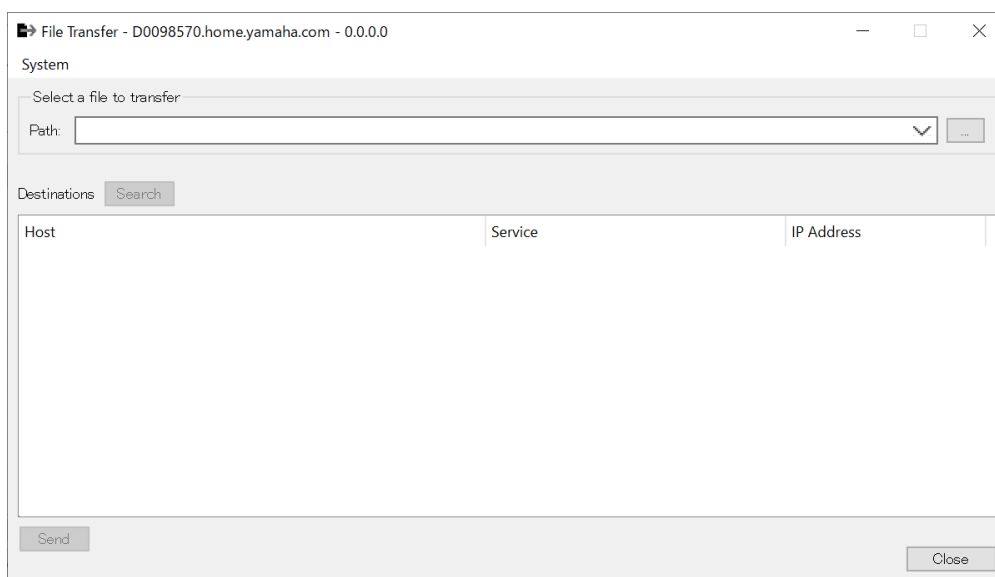 File Transfer - D0098570.home.yamaha.com - 0.0.0.0
System
Select a file to transfer
Path:
...
Destinations Search
Host Service IP Address
Send
Close